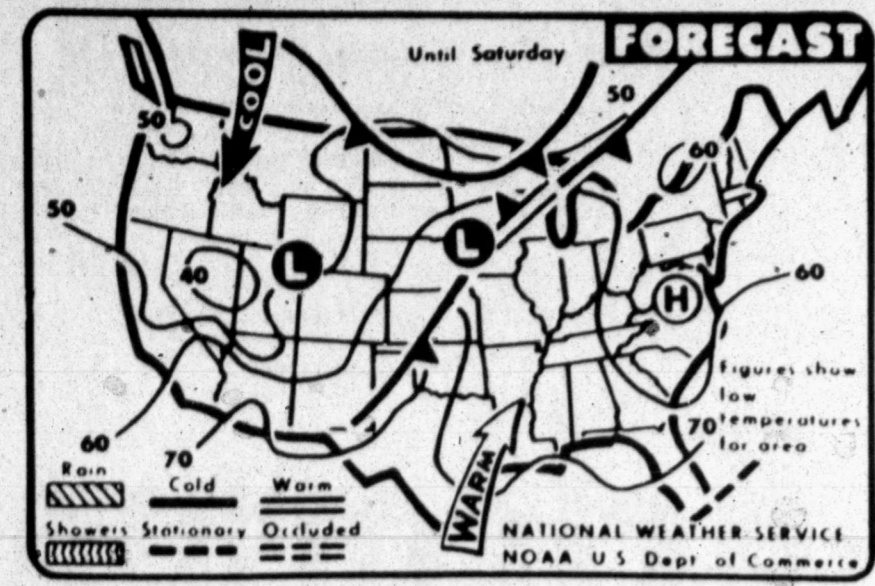 FORECAST
Until Saturday
COOL
50
50
60
50
L
L
40
H
60
Figures show
low
temperatures
for area
70
60
70
WARM
Rain
Cold
Warm
Showers
Stationary
Occluded
NATIONAL WEATHER SERVICE
NOAA U S Dept of Commerce